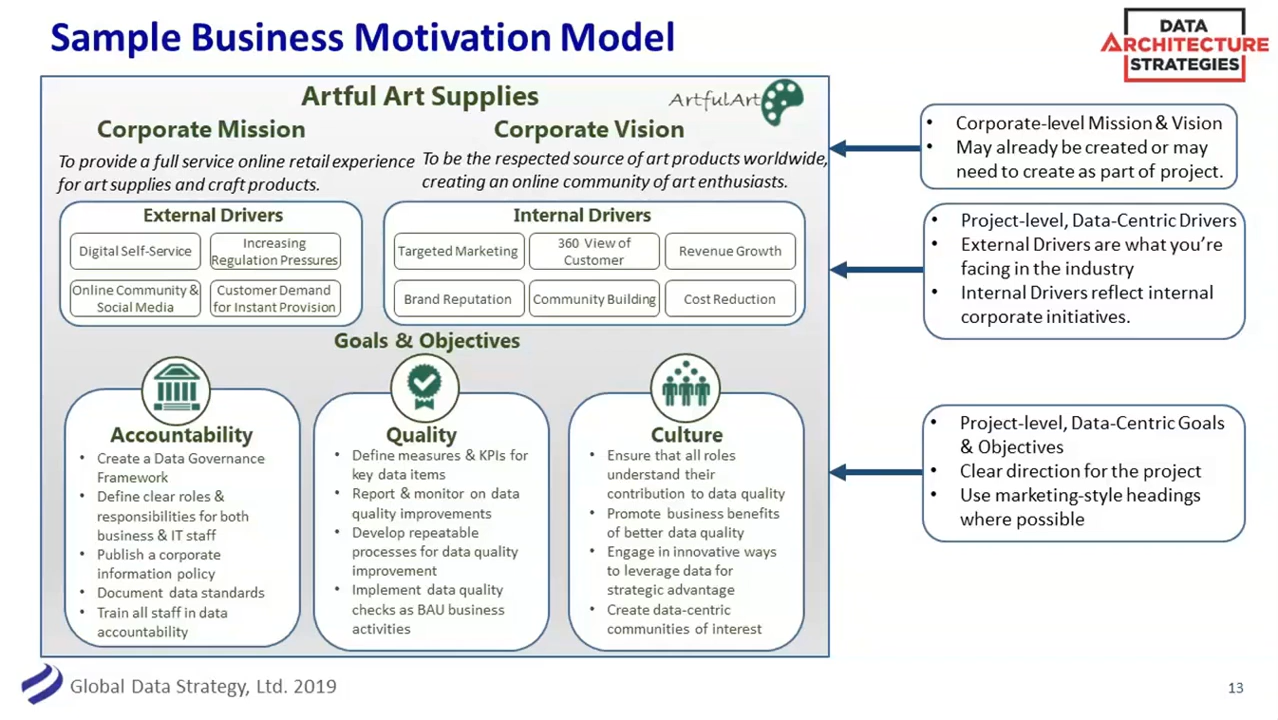 Sample Business Motivation Model
DATA
ARCHITECTURE
STRATEGIES
Artful Art Supplies
ArtfulArt
Corporate Mission
To provide a full service online retail experience
for art supplies and craft products.
Corporate Vision
To be the respected source of art products worldwide,
creating an online community of art enthusiasts.
External Drivers
Digital Self-Service
Increasing
Regulation Pressures
Online Community &
Social Media
Customer Demand
for Instant Provision
Internal Drivers
Targeted Marketing
360 View of
Customer
Revenue Growth
Brand Reputation
Community Building
Cost Reduction
Goals & Objectives
Accountability
• Create a Data Governance
Framework
• Define clear roles &
responsibilities for both
business & IT staff
• Publish a corporate
information policy
• Document data standards
• Train all staff in data
accountability
Quality
• Define measures & KPIs for
key data items
• Report & monitor on data
quality improvements
• Develop repeatable
processes for data quality
improvement
• Implement data quality
checks as BAU business
activities
Culture
• Ensure that all roles
understand their
contribution to data quality
• Promote business benefits
of better data quality
• Engage in innovative ways
to leverage data for
strategic advantage
• Create data-centric
communities of interest
• Corporate-level Mission & Vision
• May already be created or may
need to create as part of project.
• Project-level, Data-Centric Drivers
• External Drivers are what you're
facing in the industry
• Internal Drivers reflect internal
corporate initiatives.
• Project-level, Data-Centric Goals
& Objectives
• Clear direction for the project
• Use marketing-style headings
where possible
Global Data Strategy, Ltd. 2019
13